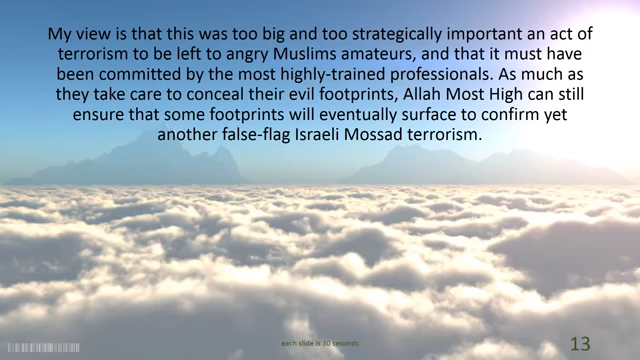 My view is that this was too big and too strategically important an act of
terrorism to be left to angry Muslims amateurs, and that it must have
been committed by the most highly-trained professionals. As much as
they take care to conceal their evil footprints, Allah Most High can still
ensure that some footprints will eventually surface to confirm yet
another false-flag Israeli Mossad terrorism.
each slide is 30 seconds
13